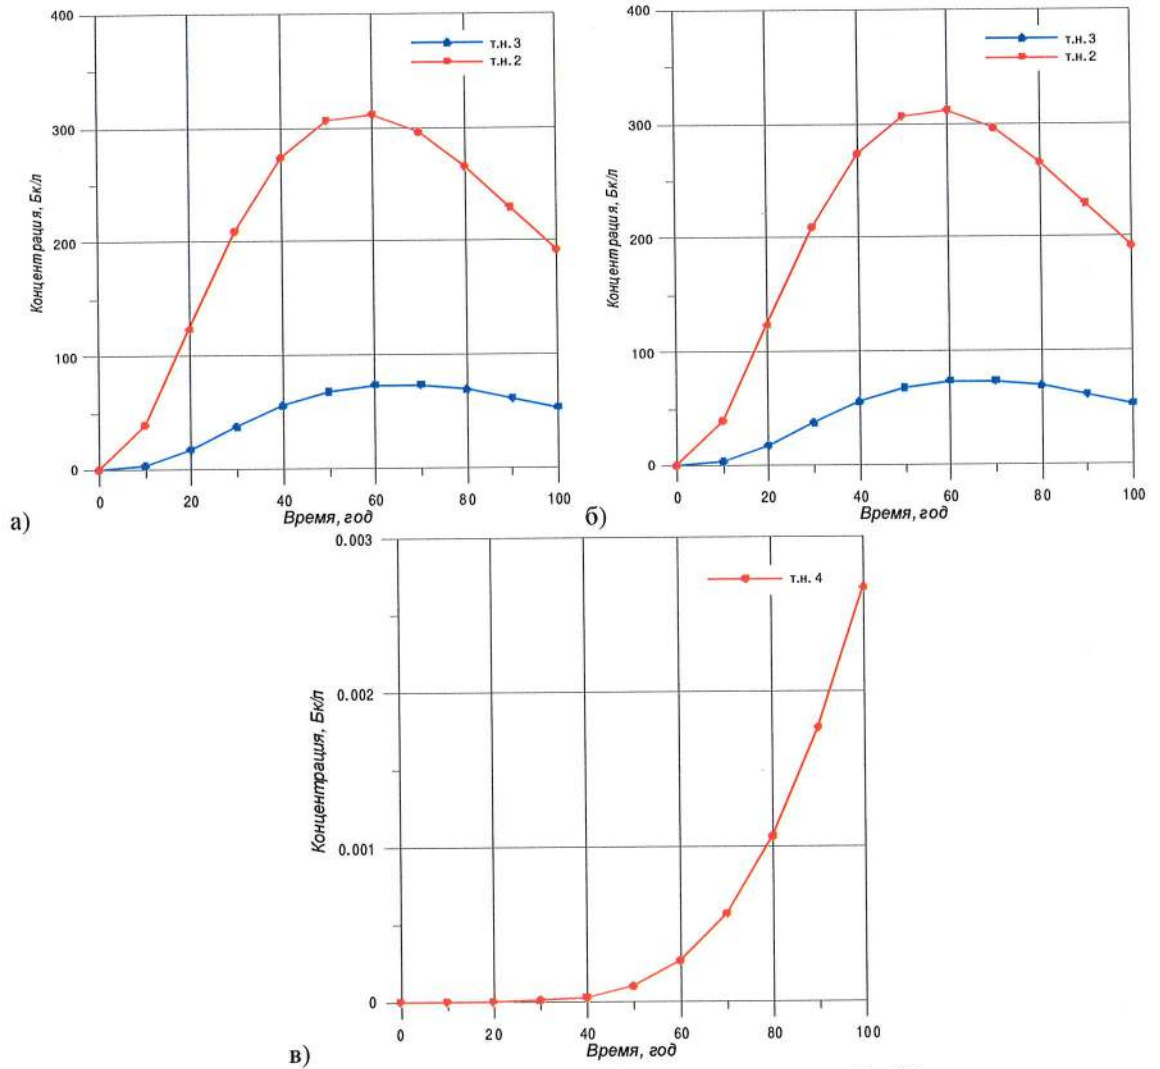 400
300
200
100
0
Концентрация, Бк/л
т.н. 3
т.н. 2
0 20 40 60 80 100
Время, год
а)
400
300
200
100
0
Концентрация, Бк/л
т.н. 3
т.н. 2
0 20 40 60 80 100
Время, год
б)
0.003
0.002
0.001
0
Концентрация, Бк/л
т.н. 4
0 20 40 60 80 100
Время, год
в)